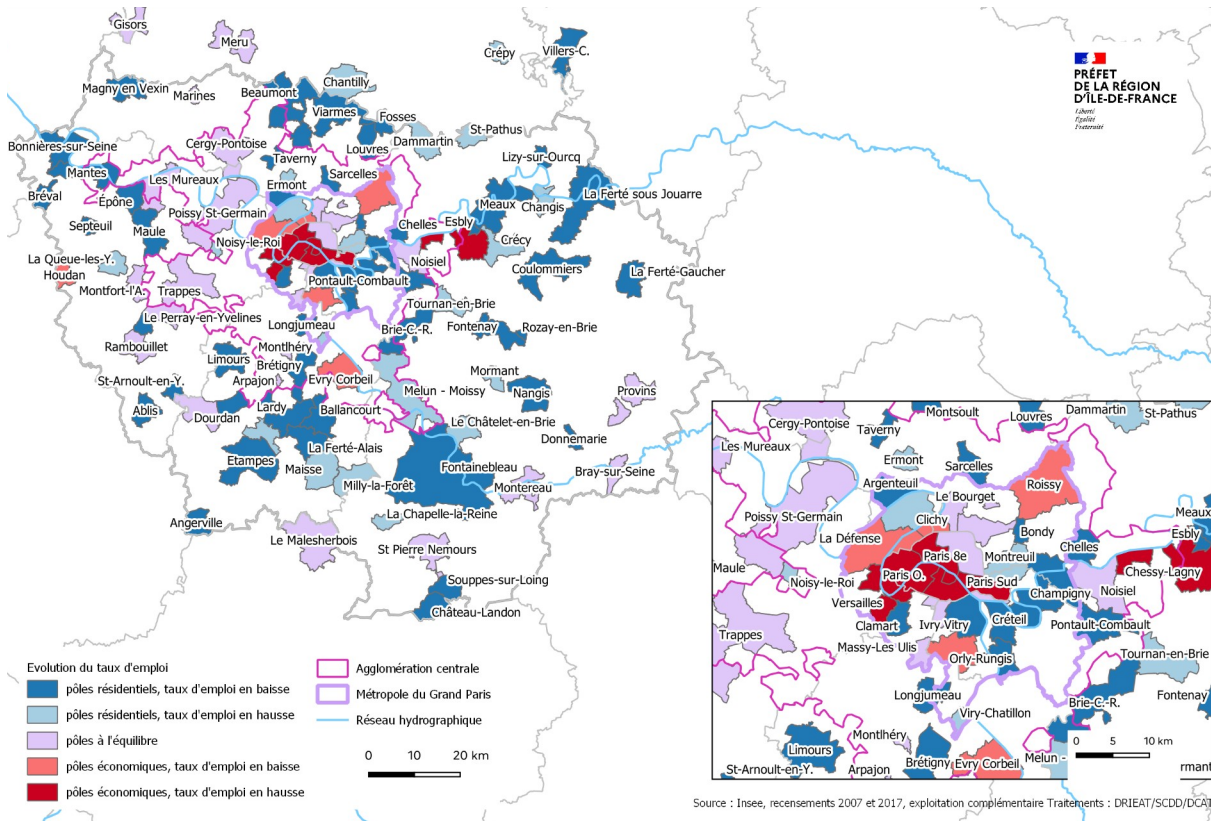 Gisors
Meru
Crépy
Villers-C.
Magny en Vexin
Marines
Beaumont
Chantilly
Viarmes
Fosses
St-Pathus
Dammartin
Cergy-Pontoise
Louvres
Taverny
Bonnières-sur-Seine
Mantes
Lizy-sur-Ourcq
Les Mureaux
Ermont
Sarcelles
La Ferté sous Jouarre
Bréval
Épône
Meaux
Changis
Poissy St-Germain
Septeuil
Chelles
Esbly
Maule
Noisy-le-Roi
Crécy
La Queue-les-Y.
Noisiel
Houdan
Coulommiers
La Ferté-Gaucher
Montfort-l'A.
Trappes
Pontault-Combault
Tournan-en-Brie
Le Perray-en-Yvelines
Longjumeau
Brie-C.-R.
Fontenay
Rozay-en-Brie
Rambouillet
Montlhéry
Limours
Brétigny
St-Arnoult-en-Y.
Arpajon
Evry Corbeil
Mormant
Melun - Moissy
Nangis
Provins
Ablis
Dourdan
Lardy
Ballancourt
Le Châtelet-en-Brie
Donnemarie
La Ferté-Alais
Etampes
Maisse
Fontainebleau
Bray-sur-Seine
Milly-la-Forêt
Montereau
Angerville
La Chapelle-la-Reine
Le Malesherbois
St Pierre Nemours
Souppes-sur-Loing
Château-Landon
PRÉFET
DE LA RÉGION
D'ÎLE-DE-FRANCE
Liberté
Égalité
Fraternité
Evolution du taux d'emploi
pôles résidentiels, taux d'emploi en baisse
pôles résidentiels, taux d'emploi en hausse
pôles à l'équilibre
pôles économiques, taux d'emploi en baisse
pôles économiques, taux d'emploi en hausse
Agglomération centrale
Métropole du Grand Paris
Réseau hydrographique
0 10 20 km
Cergy-Pontoise
Montsoult
Louvres
Dammartin
St-Pathus
Taverny
Les Mureaux
Ermont
Sarcelles
Roissy
Argenteuil
Le Bourget
Poissy St-Germain
Clichy
Meaux
La Défense
Bondy
Esbly
Chelles
Paris 8e
Montreuil
Maule
Noisy-le-Roi
Paris O.
Paris Sud
Chessy-Lagny
Versailles
Champigny
Noisiel
Clamart
Ivry Vitry
Créteil
Trappes
Pontault-Combault
Massy-Les Ulis
Orly-Rungis
Tournan-en-Brie
Longjumeau
Fontenay
Brie-C.-R.
Viry-Chatillon
Montlhéry
Limours
0 5 10 km
St-Arnoult-en-Y.
Arpajon
Brétigny
Evry Corbeil
Melun -
rmant
Source : Insee, recensements 2007 et 2017, exploitation complémentaire Traitements : DRIEAT/SCDD/DCAT